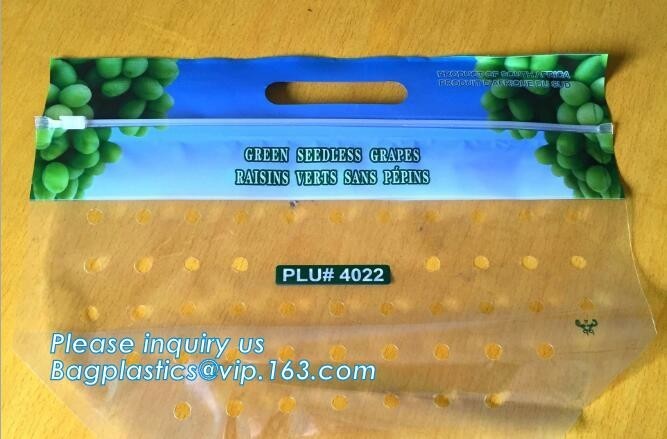 PRODUCT OF SOUTH AFRICA
PRODUIT D'AFRIQUE DU SUD
GREEN SEEDLESS GRAPES
RAISINS VERTS SANS PÉPINS
PLU# 4022
Please inquiry us
Bagplastics@vip.163.com